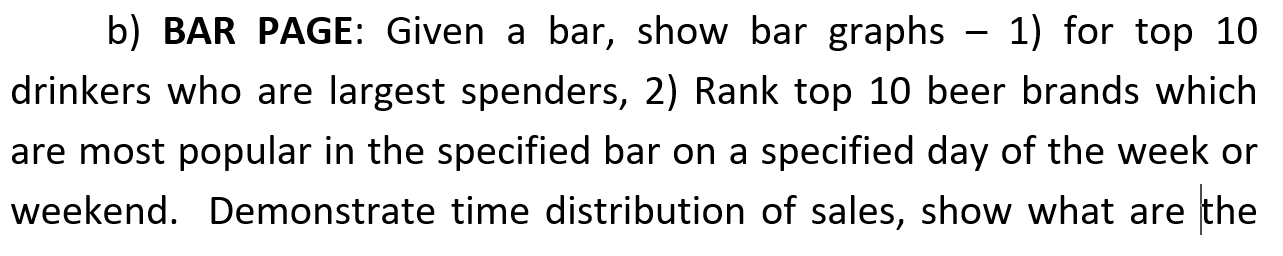 b) BAR PAGE: Given a bar, show bar graphs – 1) for top 10
drinkers who are largest spenders, 2) Rank top 10 beer brands which
are most popular in the specified bar on a specified day of the week or
weekend. Demonstrate time distribution of sales, show what are the